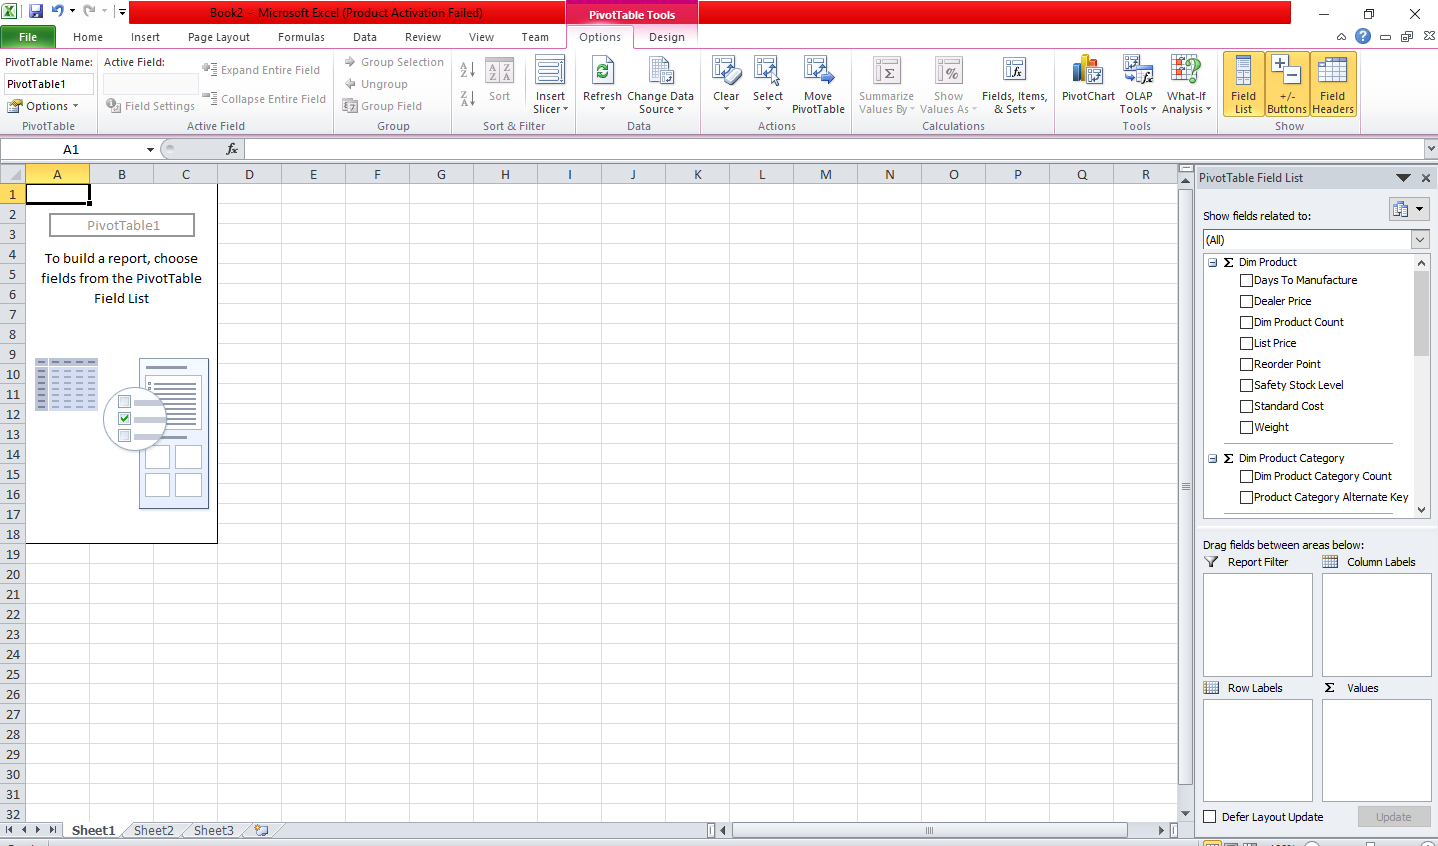 Book2 - Microsoft Excel (Product Activation Failed)
PivotTable Tools
File Home Insert Page Layout Formulas Data Review View Team Options Design
PivotTable Name:
PivotTable1
Options
PivotTable
Active Field:
Field Settings
Expand Entire Field
Collapse Entire Field
Active Field
Group Selection
Ungroup
Group Field
Group
Sort
Insert
Slicer
Sort & Filter
Refresh
Change Data
Source
Data
Clear
Select
Move
PivotTable
Actions
Summarize
Values By
Show
Values As
Fields, Items,
& Sets
Calculations
PivotChart
OLAP
Tools
What-If
Analysis
Tools
Field
List
+/-
Buttons
Field
Headers
Show
A1
fx
A B C D E F G H I J K L M N O P Q R
1
2
3
4
5
6
7
8
9
10
11
12
13
14
15
16
17
18
19
20
21
22
23
24
25
26
27
28
29
30
31
32
PivotTable1
To build a report, choose
fields from the PivotTable
Field List
Sheet1 Sheet2 Sheet3
PivotTable Field List
Show fields related to:
(All)
Σ Dim Product
Days To Manufacture
Dealer Price
Dim Product Count
List Price
Reorder Point
Safety Stock Level
Standard Cost
Weight
Σ Dim Product Category
Dim Product Category Count
Product Category Alternate Key
Drag fields between areas below:
Report Filter
Column Labels
Row Labels
Σ Values
Defer Layout Update
Update